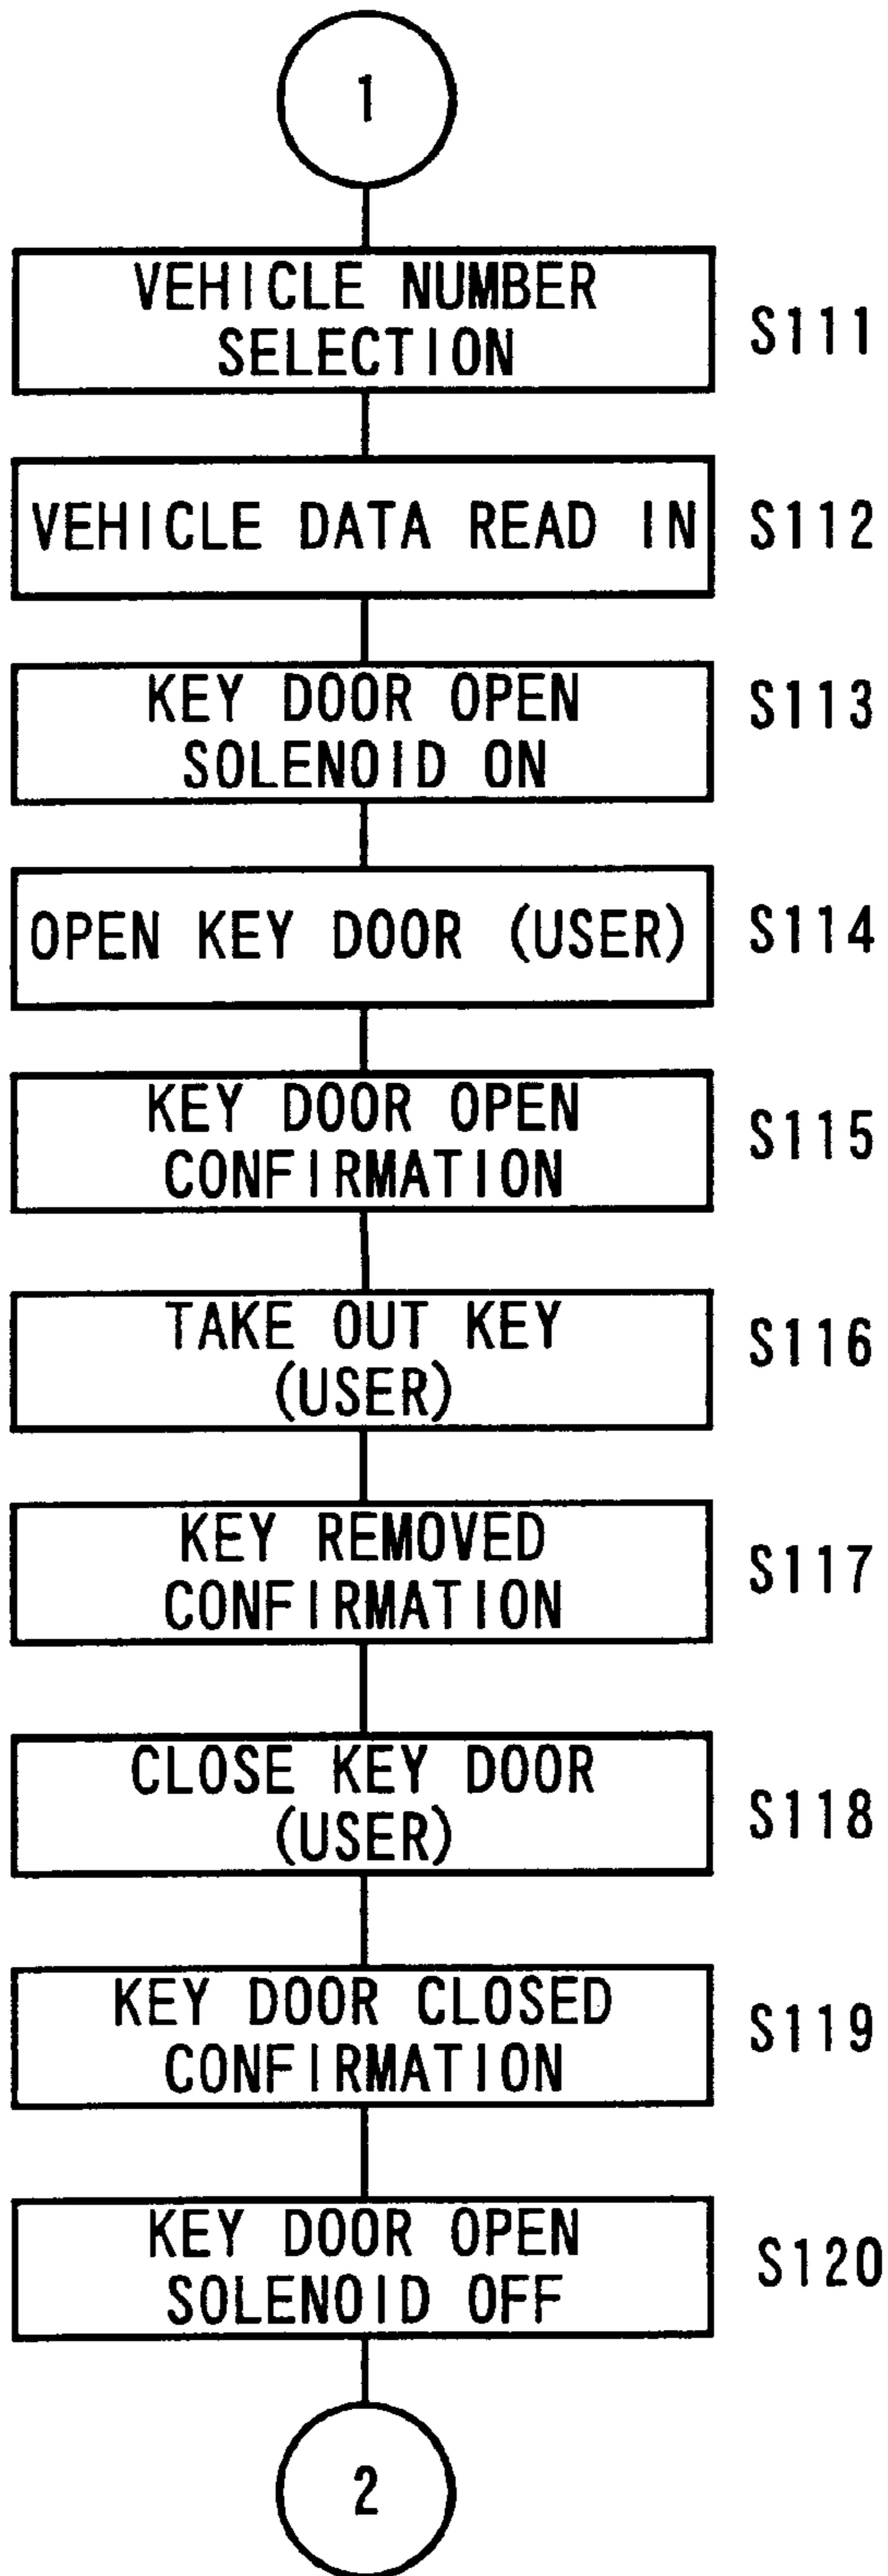 1
VEHICLE NUMBER
SELECTION
S111
VEHICLE DATA READ IN
S112
KEY DOOR OPEN
SOLENOID ON
S113
OPEN KEY DOOR (USER)
S114
KEY DOOR OPEN
CONFIRMATION
S115
TAKE OUT KEY
(USER)
S116
KEY REMOVED
CONFIRMATION
S117
CLOSE KEY DOOR
(USER)
S118
KEY DOOR CLOSED
CONFIRMATION
S119
KEY DOOR OPEN
SOLENOID OFF
S120
2